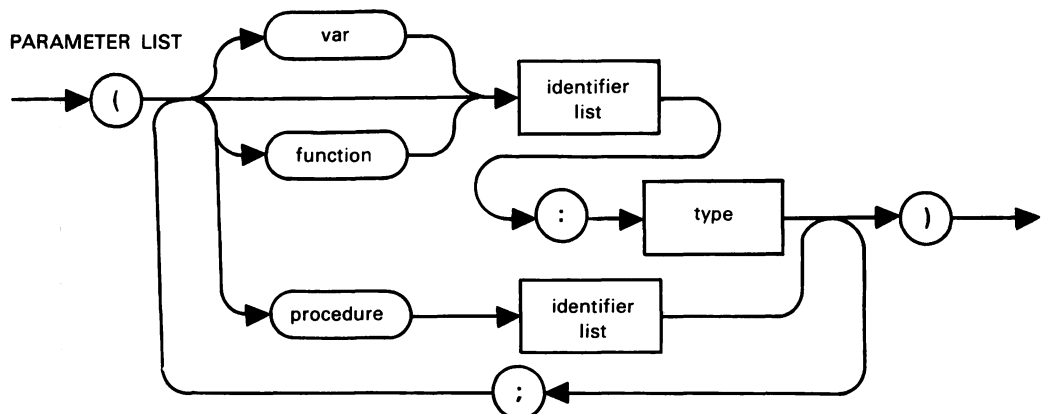 PARAMETER LIST
var
(
identifier
list
function
:
type
)
procedure
identifier
list
;